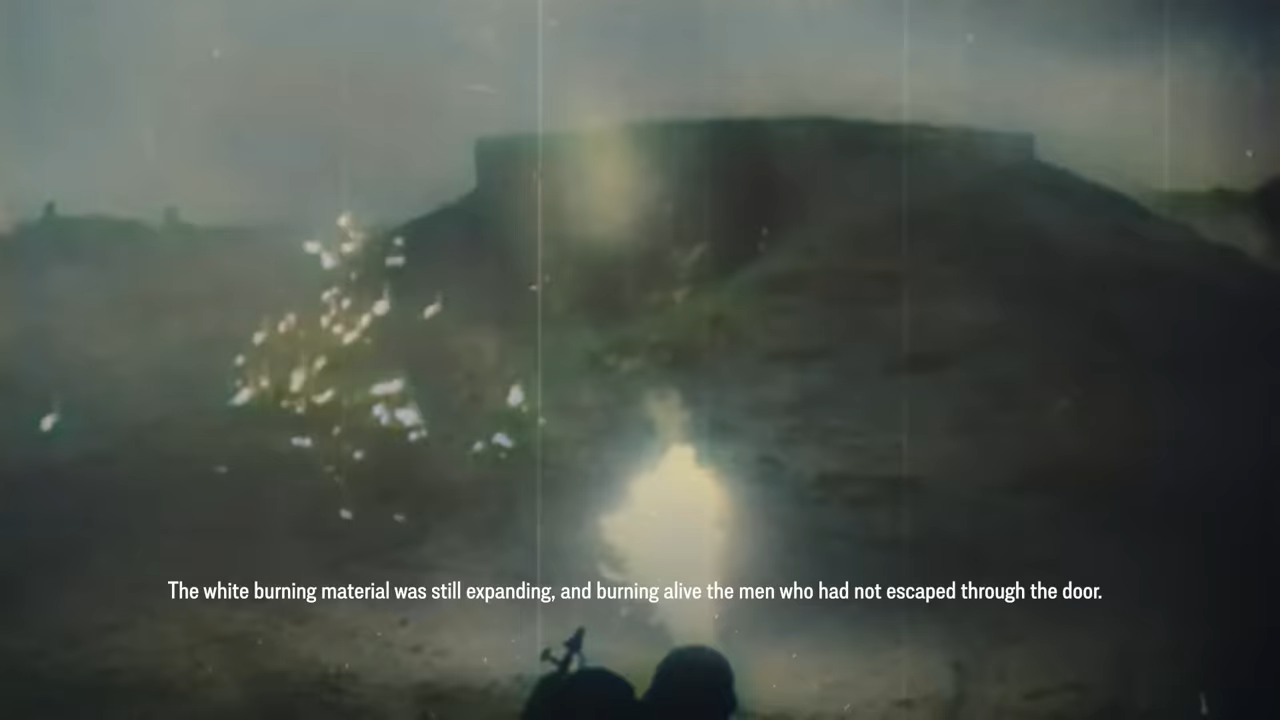 The white burning material was still expanding, and burning alive the men who had not escaped through the door.